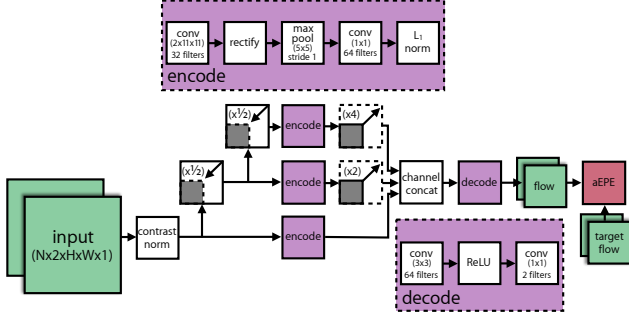 conv
(2x11x11)
32 filters
rectify
max
pool
(5x5)
stride 1
conv
(1x1)
64 filters
L₁
norm
encode
(x½)
encode
(x4)
(x½)
encode
(x2)
channel
concat
decode
flow
aEPE
input
(Nx2xHxWx1)
contrast
norm
encode
target
flow
conv
(3x3)
64 filters
ReLU
conv
(1x1)
2 filters
decode